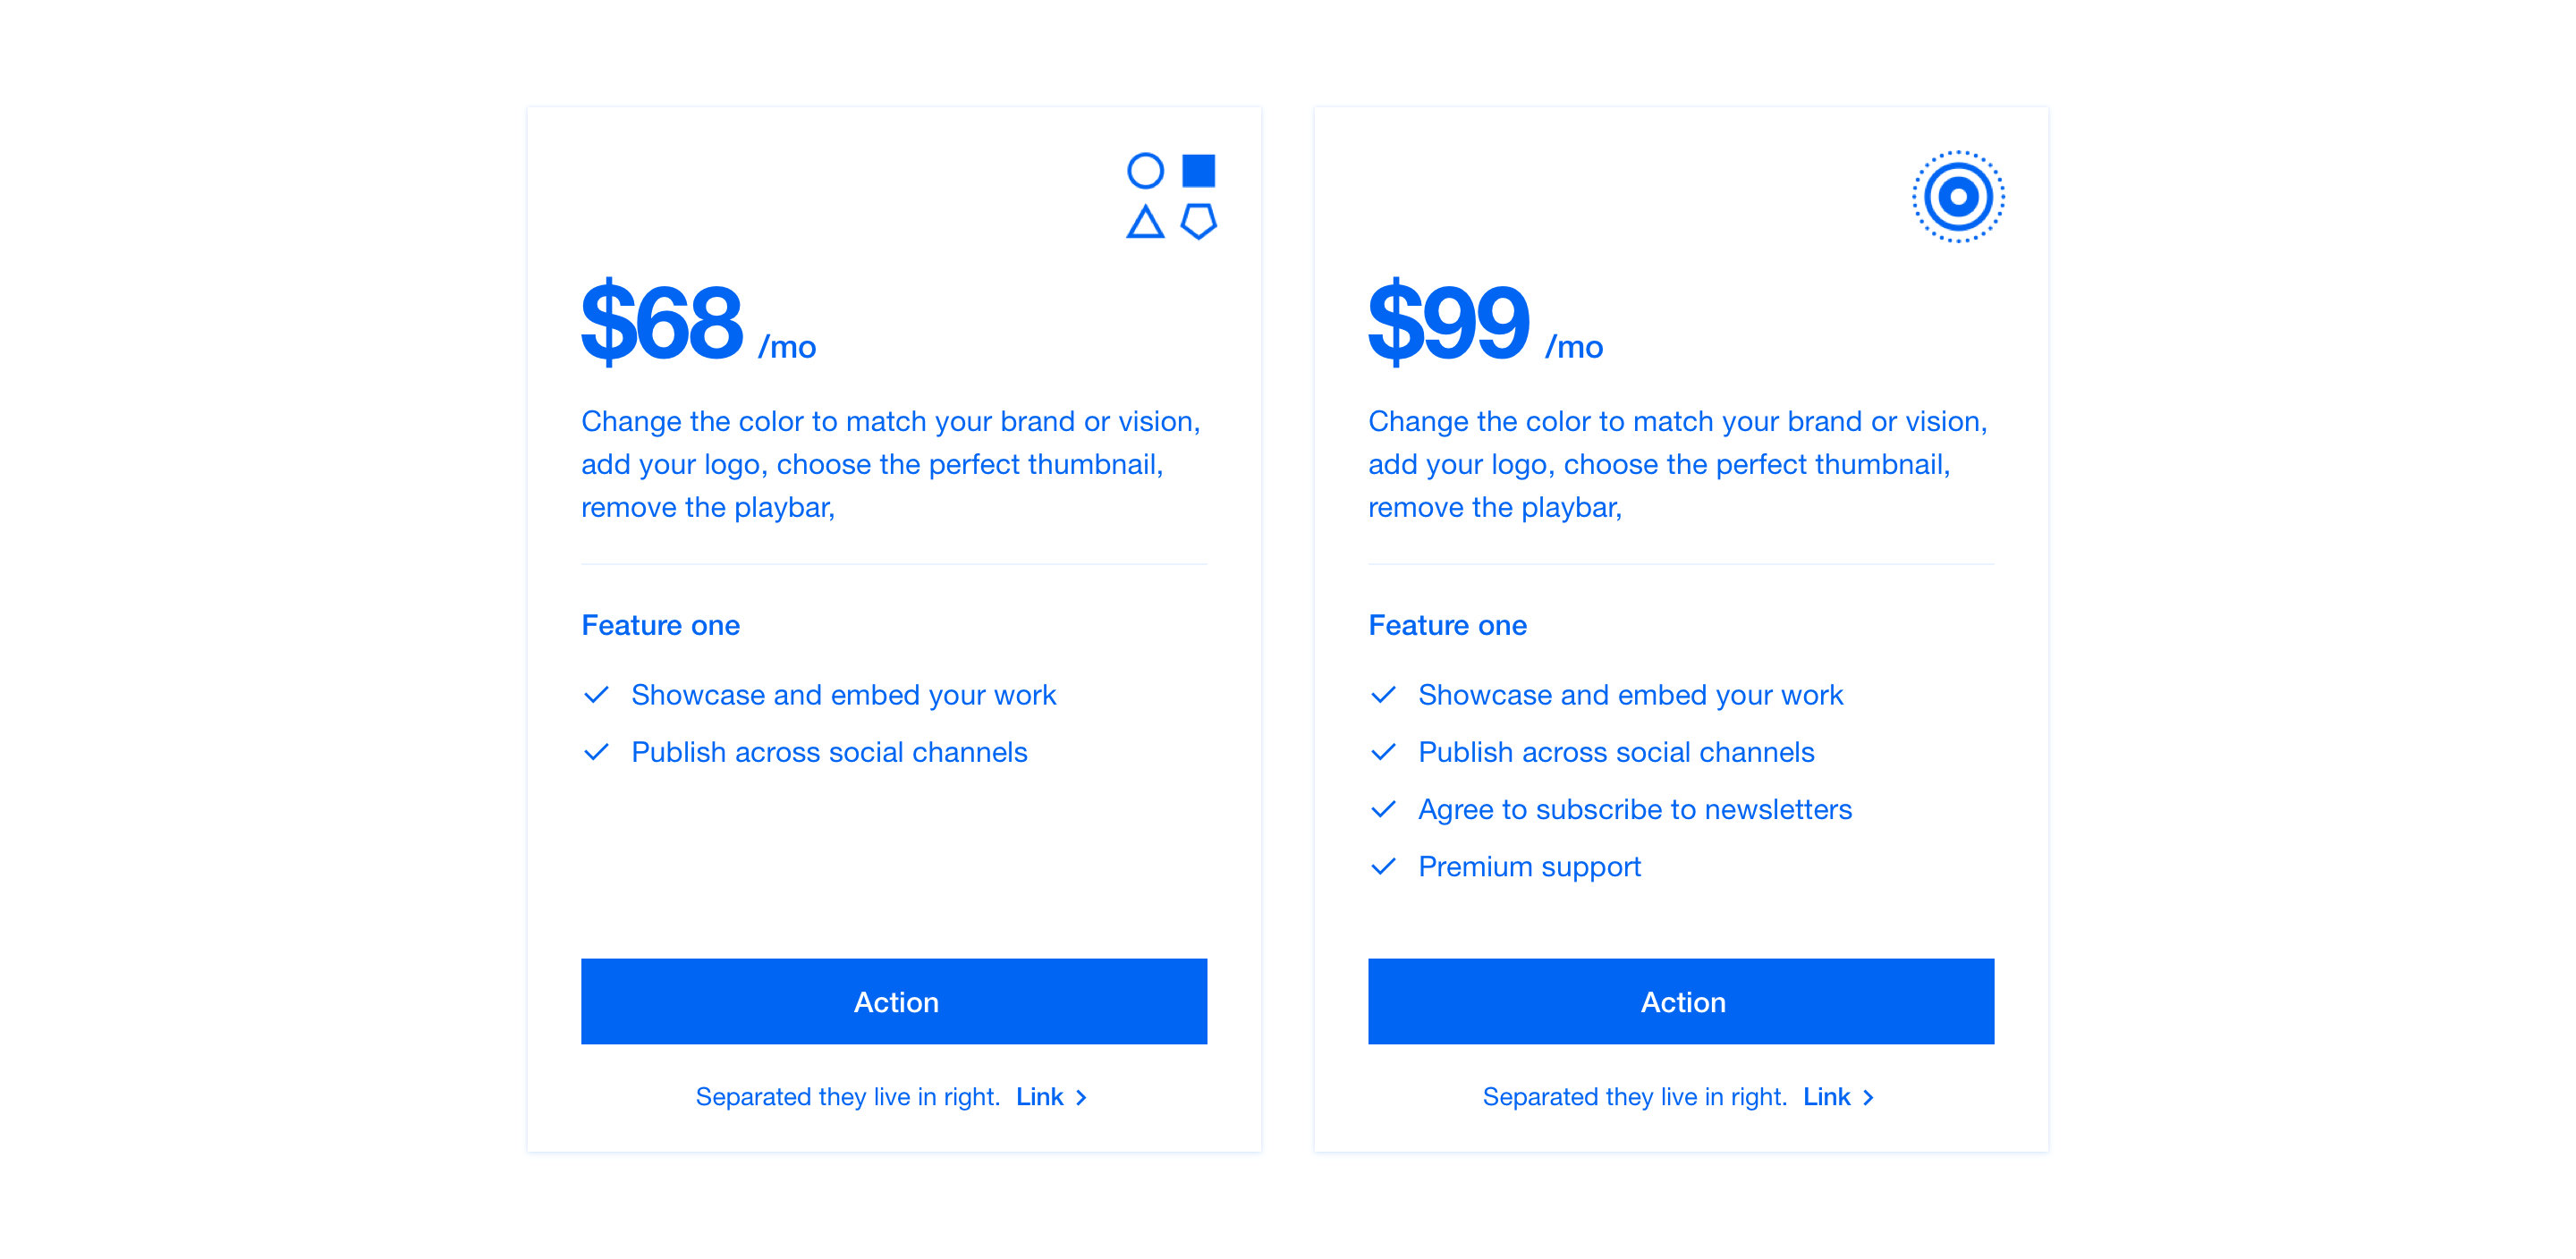 $68 /mo
Change the color to match your brand or vision,
add your logo, choose the perfect thumbnail,
remove the playbar,
Feature one
Showcase and embed your work
Publish across social channels
Action
Separated they live in right. Link
$99 /mo
Change the color to match your brand or vision,
add your logo, choose the perfect thumbnail,
remove the playbar,
Feature one
Showcase and embed your work
Publish across social channels
Agree to subscribe to newsletters
Premium support
Action
Separated they live in right. Link